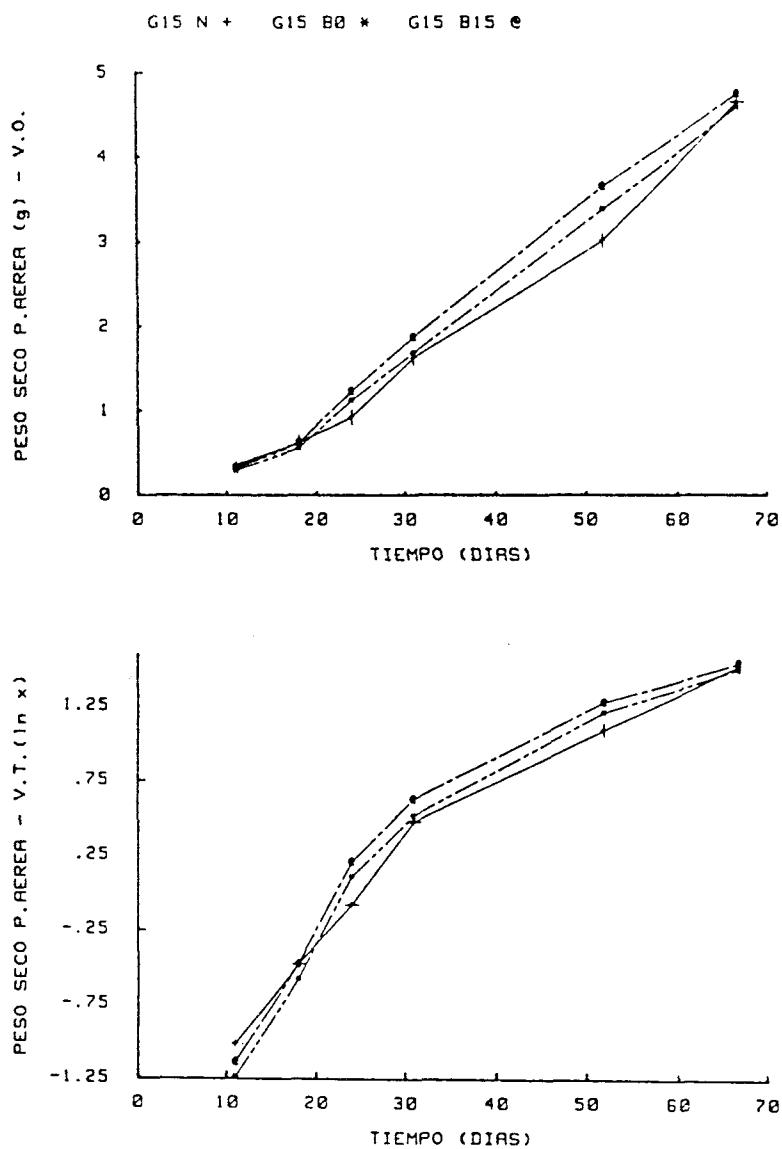 G15 N + G15 B0 * G15 B15 @
PESO SECO P.AEREA (g) - V.O.
5
4
3
2
1
0
0 10 20 30 40 50 60 70
TIEMPO (DIAS)
PESO SECO P.AEREA - V.T.(ln x)
1.25
.75
.25
-.25
-.75
-1.25
0 10 20 30 40 50 60 70
TIEMPO (DIAS)